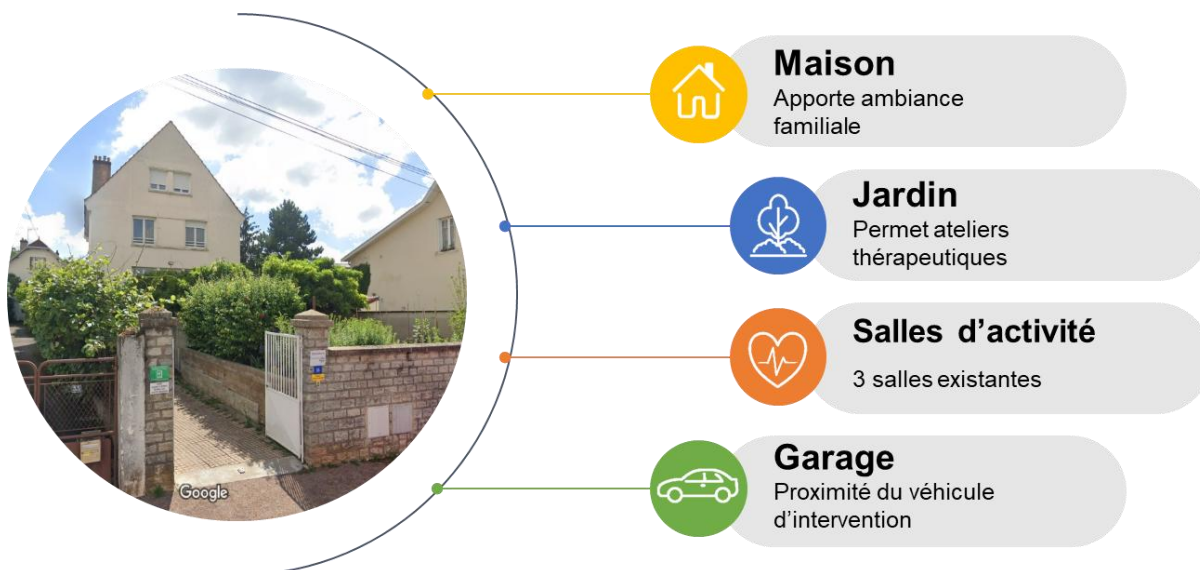 Maison
Apporte ambiance
familiale
Jardin
Permet ateliers
thérapeutiques
Salles d’activité
3 salles existantes
Garage
Proximité du véhicule
d’intervention
Google